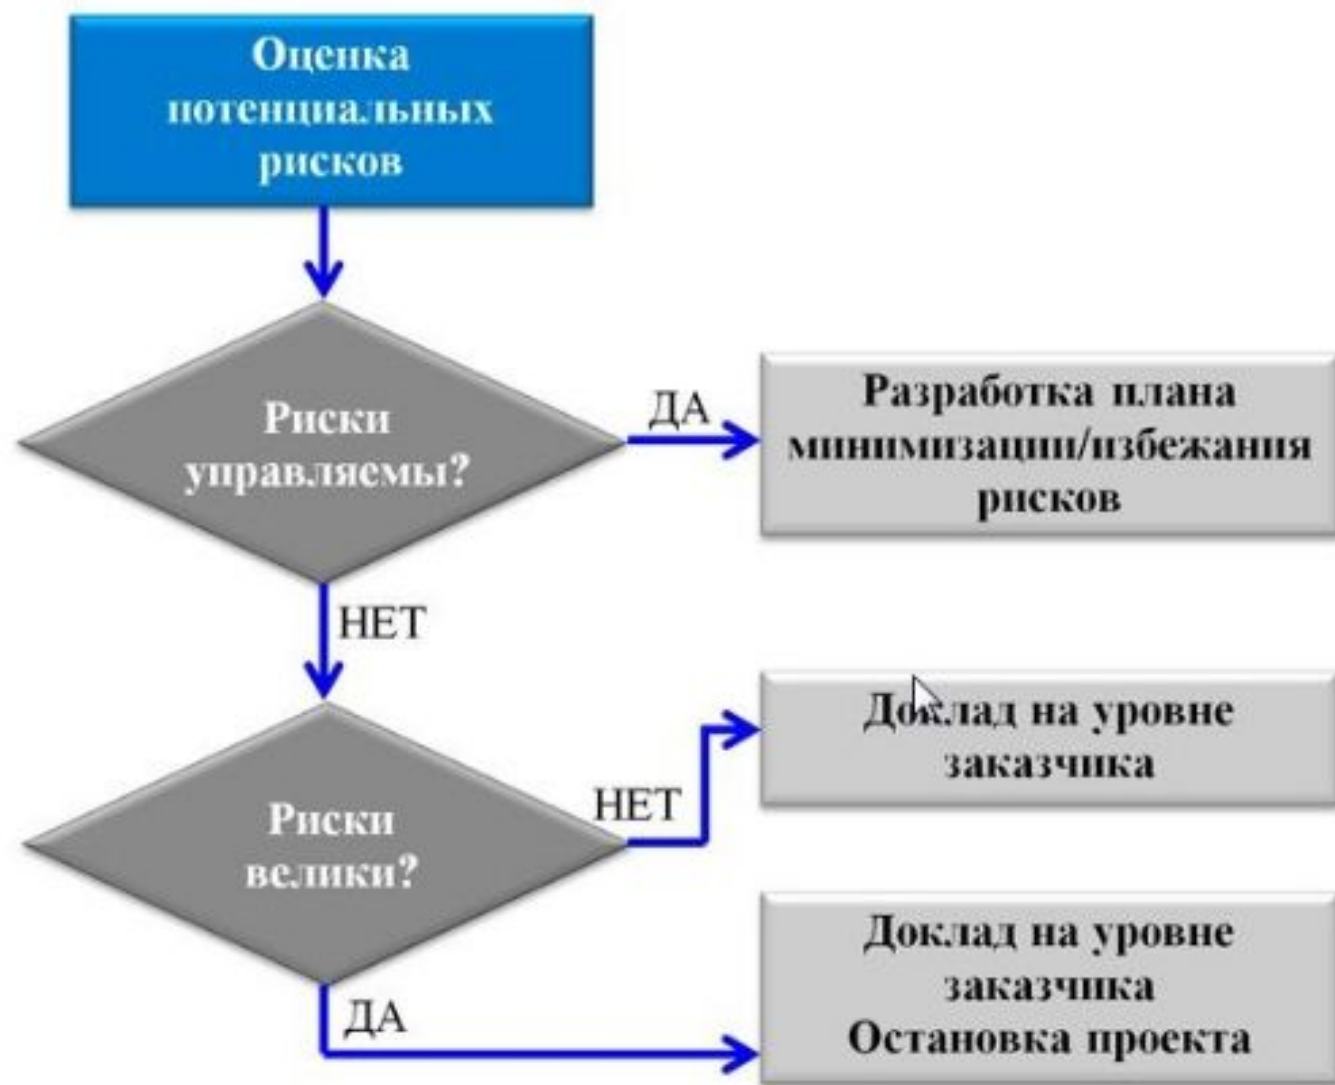 Оценка
потенциальных
рисков
Риски
управляемы?
ДА
Разработка плана
минимизации/избежания
рисков
НЕТ
Риски
велики?
НЕТ
Доклад на уровне
заказчика
ДА
Доклад на уровне
заказчика
Остановка проекта